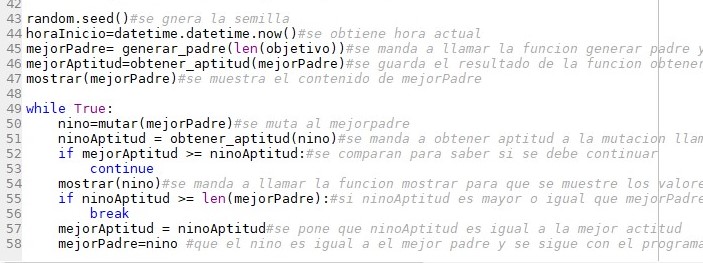 42
43 random.seed()#se gnera la semilla
44 horaInicio=datetime.datetime.now()#se obtiene hora actual
45 mejorPadre= generar_padre(len(objetivo))#se manda a llamar la funcion generar padre y
46 mejorAptitud=obtener_aptitud(mejorPadre)#se guarda el resultado de la funcion obtener
47 mostrar(mejorPadre)#se muestra el contenido de mejorPadre
48
49 while True:
50     nino=mutar(mejorPadre)#se muta al mejorpadre
51     ninoAptitud = obtener_aptitud(nino)#se manda a obtener aptitud a la mutacion llam
52     if mejorAptitud >= ninoAptitud:#se comparan para saber si se debe continuar
53         continue
54     mostrar(nino)#se manda a llamar la funcion mostrar para que se muestre los valore
55     if ninoAptitud >= len(mejorPadre):#si ninoAptitud es mayor o igual que mejorPadre
56         break
57     mejorAptitud = ninoAptitud#se pone que ninoAptitud es igual a la mejor actitud
58     mejorPadre=nino #que el nino es igual a el mejor padre y se sigue con el programa